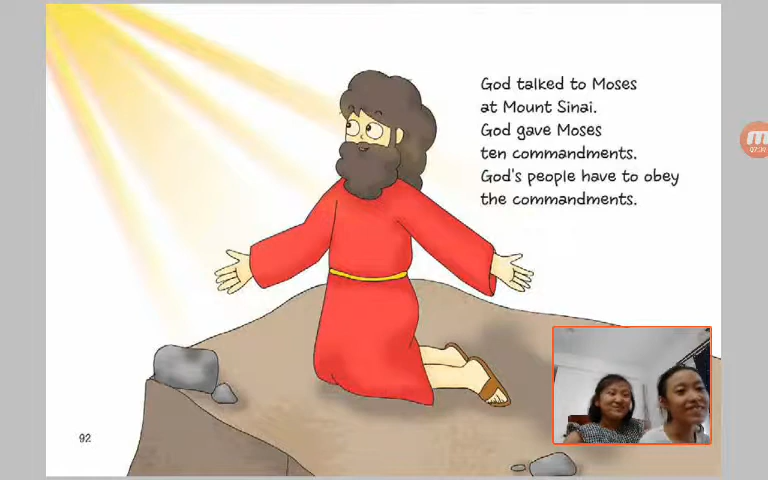 God talked to Moses
at Mount Sinai.
God gave Moses
ten commandments.
God's people have to obey
the commandments.
92